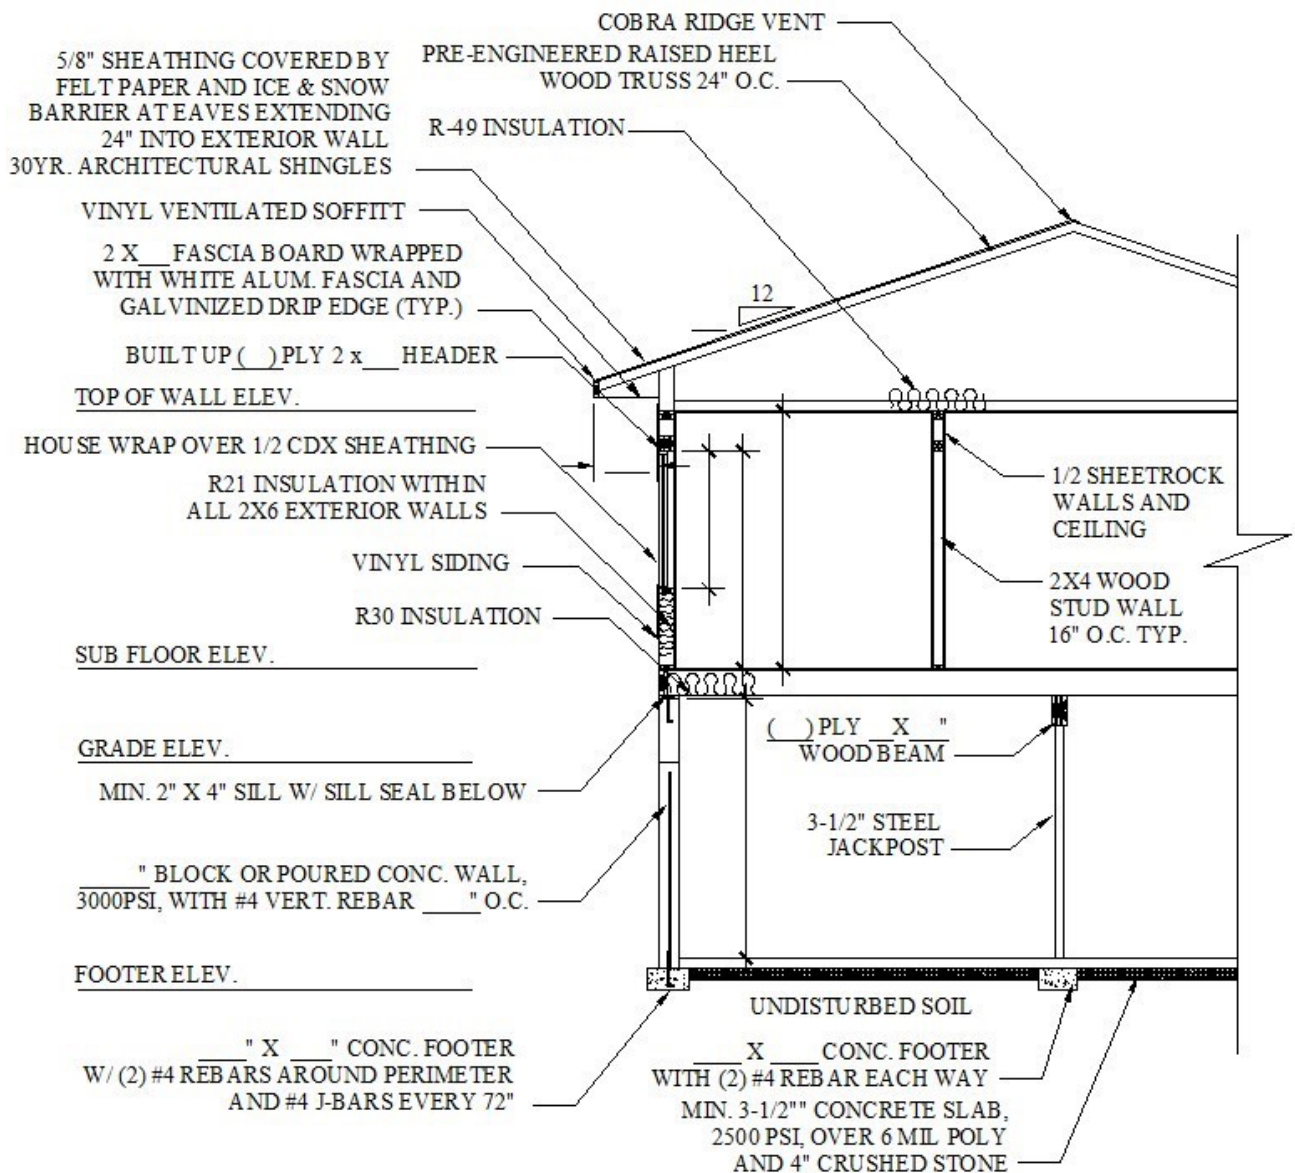 COBRA RIDGE VENT
PRE-ENGINEERED RAISED HEEL
WOOD TRUSS 24" O.C.
5/8" SHEATHING COVERED BY
FELT PAPER AND ICE & SNOW
BARRIER AT EAVES EXTENDING
24" INTO EXTERIOR WALL
30YR. ARCHITECTURAL SHINGLES
R-49 INSULATION
VINYL VENTILATED SOFFITT
2 X___ FASCIA BOARD WRAPPED
WITH WHITE ALUM. FASCIA AND
GALVINIZED DRIP EDGE (TYP.)
12
BUILT UP (__) PLY 2 x___ HEADER
TOP OF WALL ELEV.
HOUSE WRAP OVER 1/2 CDX SHEATHING
R21 INSULATION WITHIN
ALL 2X6 EXTERIOR WALLS
1/2 SHEETROCK
WALLS AND
CEILING
VINYL SIDING
2X4 WOOD
STUD WALL
16" O.C. TYP.
R30 INSULATION
SUB FLOOR ELEV.
GRADE ELEV.
(__) PLY __X__"
WOOD BEAM
MIN. 2" X 4" SILL W/ SILL SEAL BELOW
3-1/2" STEEL
JACKPOST
_____" BLOCK OR POURED CONC. WALL,
3000PSI, WITH #4 VERT. REBAR ____" O.C.
FOOTER ELEV.
UNDISTURBED SOIL
____" X ___" CONC. FOOTER
W/ (2) #4 REBARS AROUND PERIMETER
AND #4 J-BARS EVERY 72"
____ X ____ CONC. FOOTER
WITH (2) #4 REBAR EACH WAY
MIN. 3-1/2"" CONCRETE SLAB,
2500 PSI, OVER 6 MIL POLY
AND 4" CRUSHED STONE